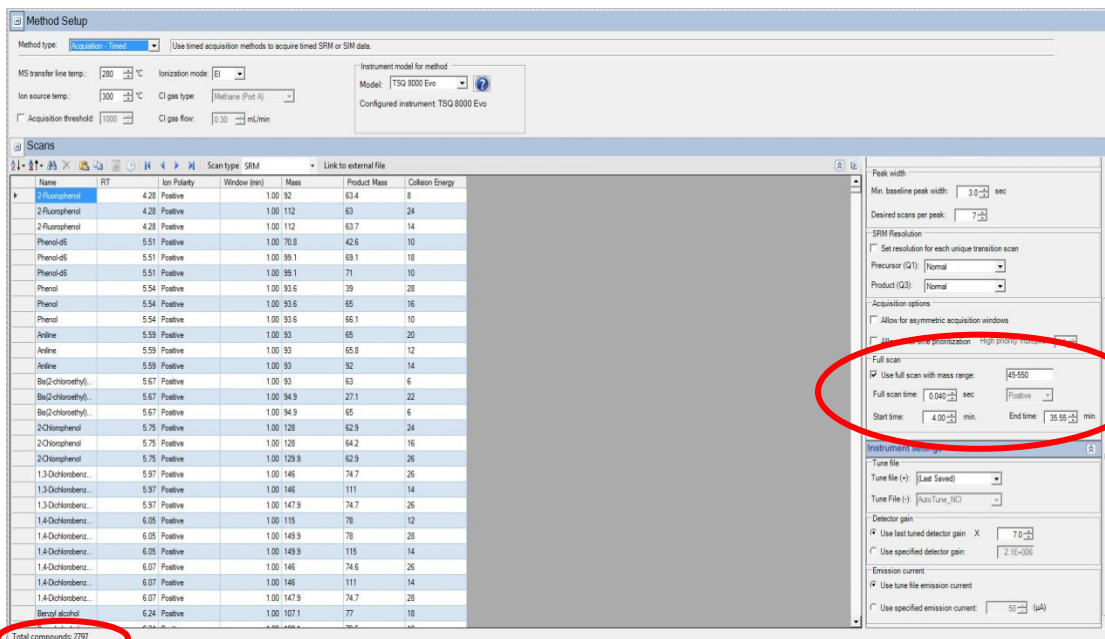 Method Setup
Method type: Acquisition - Timed Use timed acquisition methods to acquire timed SRM or SIM data.
MS transfer line temp.: 280 °C Ionization mode: EI
Instrument model for method
Model: TSQ 8000 Evo
Ion source temp.: 300 °C CI gas type: Methane (Port A)
Configured instrument: TSQ 8000 Evo
Acquisition threshold: 1000 CI gas flow: 0.30 mL/min
Scans
Scan type SRM Link to external file
Name RT Ion Polarity Window (min) Mass Product Mass Collision Energy
2-Fluorophenol 4.28 Positive 1.00 92 63.4 8
2-Fluorophenol 4.28 Positive 1.00 112 63 24
2-Fluorophenol 4.28 Positive 1.00 112 63.7 14
Phenol-d6 5.51 Positive 1.00 70.8 42.6 10
Phenol-d6 5.51 Positive 1.00 99.1 69.1 18
Phenol-d6 5.51 Positive 1.00 99.1 71 10
Phenol 5.54 Positive 1.00 93.6 39 28
Phenol 5.54 Positive 1.00 93.6 65 16
Phenol 5.54 Positive 1.00 93.6 66.1 10
Aniline 5.59 Positive 1.00 93 65 20
Aniline 5.59 Positive 1.00 93 65.8 12
Aniline 5.59 Positive 1.00 93 92 14
Bis(2-chloroethyl)... 5.67 Positive 1.00 93 63 6
Bis(2-chloroethyl)... 5.67 Positive 1.00 94.9 27.1 22
Bis(2-chloroethyl)... 5.67 Positive 1.00 94.9 65 6
2-Chlorophenol 5.75 Positive 1.00 128 62.9 24
2-Chlorophenol 5.75 Positive 1.00 128 64.2 16
2-Chlorophenol 5.75 Positive 1.00 129.9 62.9 26
1,3-Dichlorobenz... 5.97 Positive 1.00 146 74.7 26
1,3-Dichlorobenz... 5.97 Positive 1.00 146 111 14
1,3-Dichlorobenz... 5.97 Positive 1.00 147.9 74.7 26
1,4-Dichlorobenz... 6.05 Positive 1.00 115 78 12
1,4-Dichlorobenz... 6.05 Positive 1.00 149.9 78 28
1,4-Dichlorobenz... 6.05 Positive 1.00 149.9 115 14
1,4-Dichlorobenz... 6.07 Positive 1.00 146 74.6 26
1,4-Dichlorobenz... 6.07 Positive 1.00 146 111 14
1,4-Dichlorobenz... 6.07 Positive 1.00 147.9 74.7 28
Benzyl alcohol 6.24 Positive 1.00 107.1 77 18
Total compounds: 2797
Peak width
Min. baseline peak width: 3.0 sec
Desired scans per peak: 7
SRM Resolution
Set resolution for each unique transition scan
Precursor (Q1): Normal
Product (Q3): Normal
Acquisition options
Allow for asymmetric acquisition windows
prioritization High priority
Full scan
Use full scan with mass range: 45-550
Full scan time: 0.040 sec Positive
Start time: 4.00 min. End time: 35.55 min.
Instrument settings
Tune file
Tune file (+): (Last Saved)
Tune File (-): AutoTune_NCI
Detector gain
Use last tuned detector gain X 7.0
Use specified detector gain: 2.1E+006
Emission current
Use tune file emission current
Use specified emission current: 50 (µA)